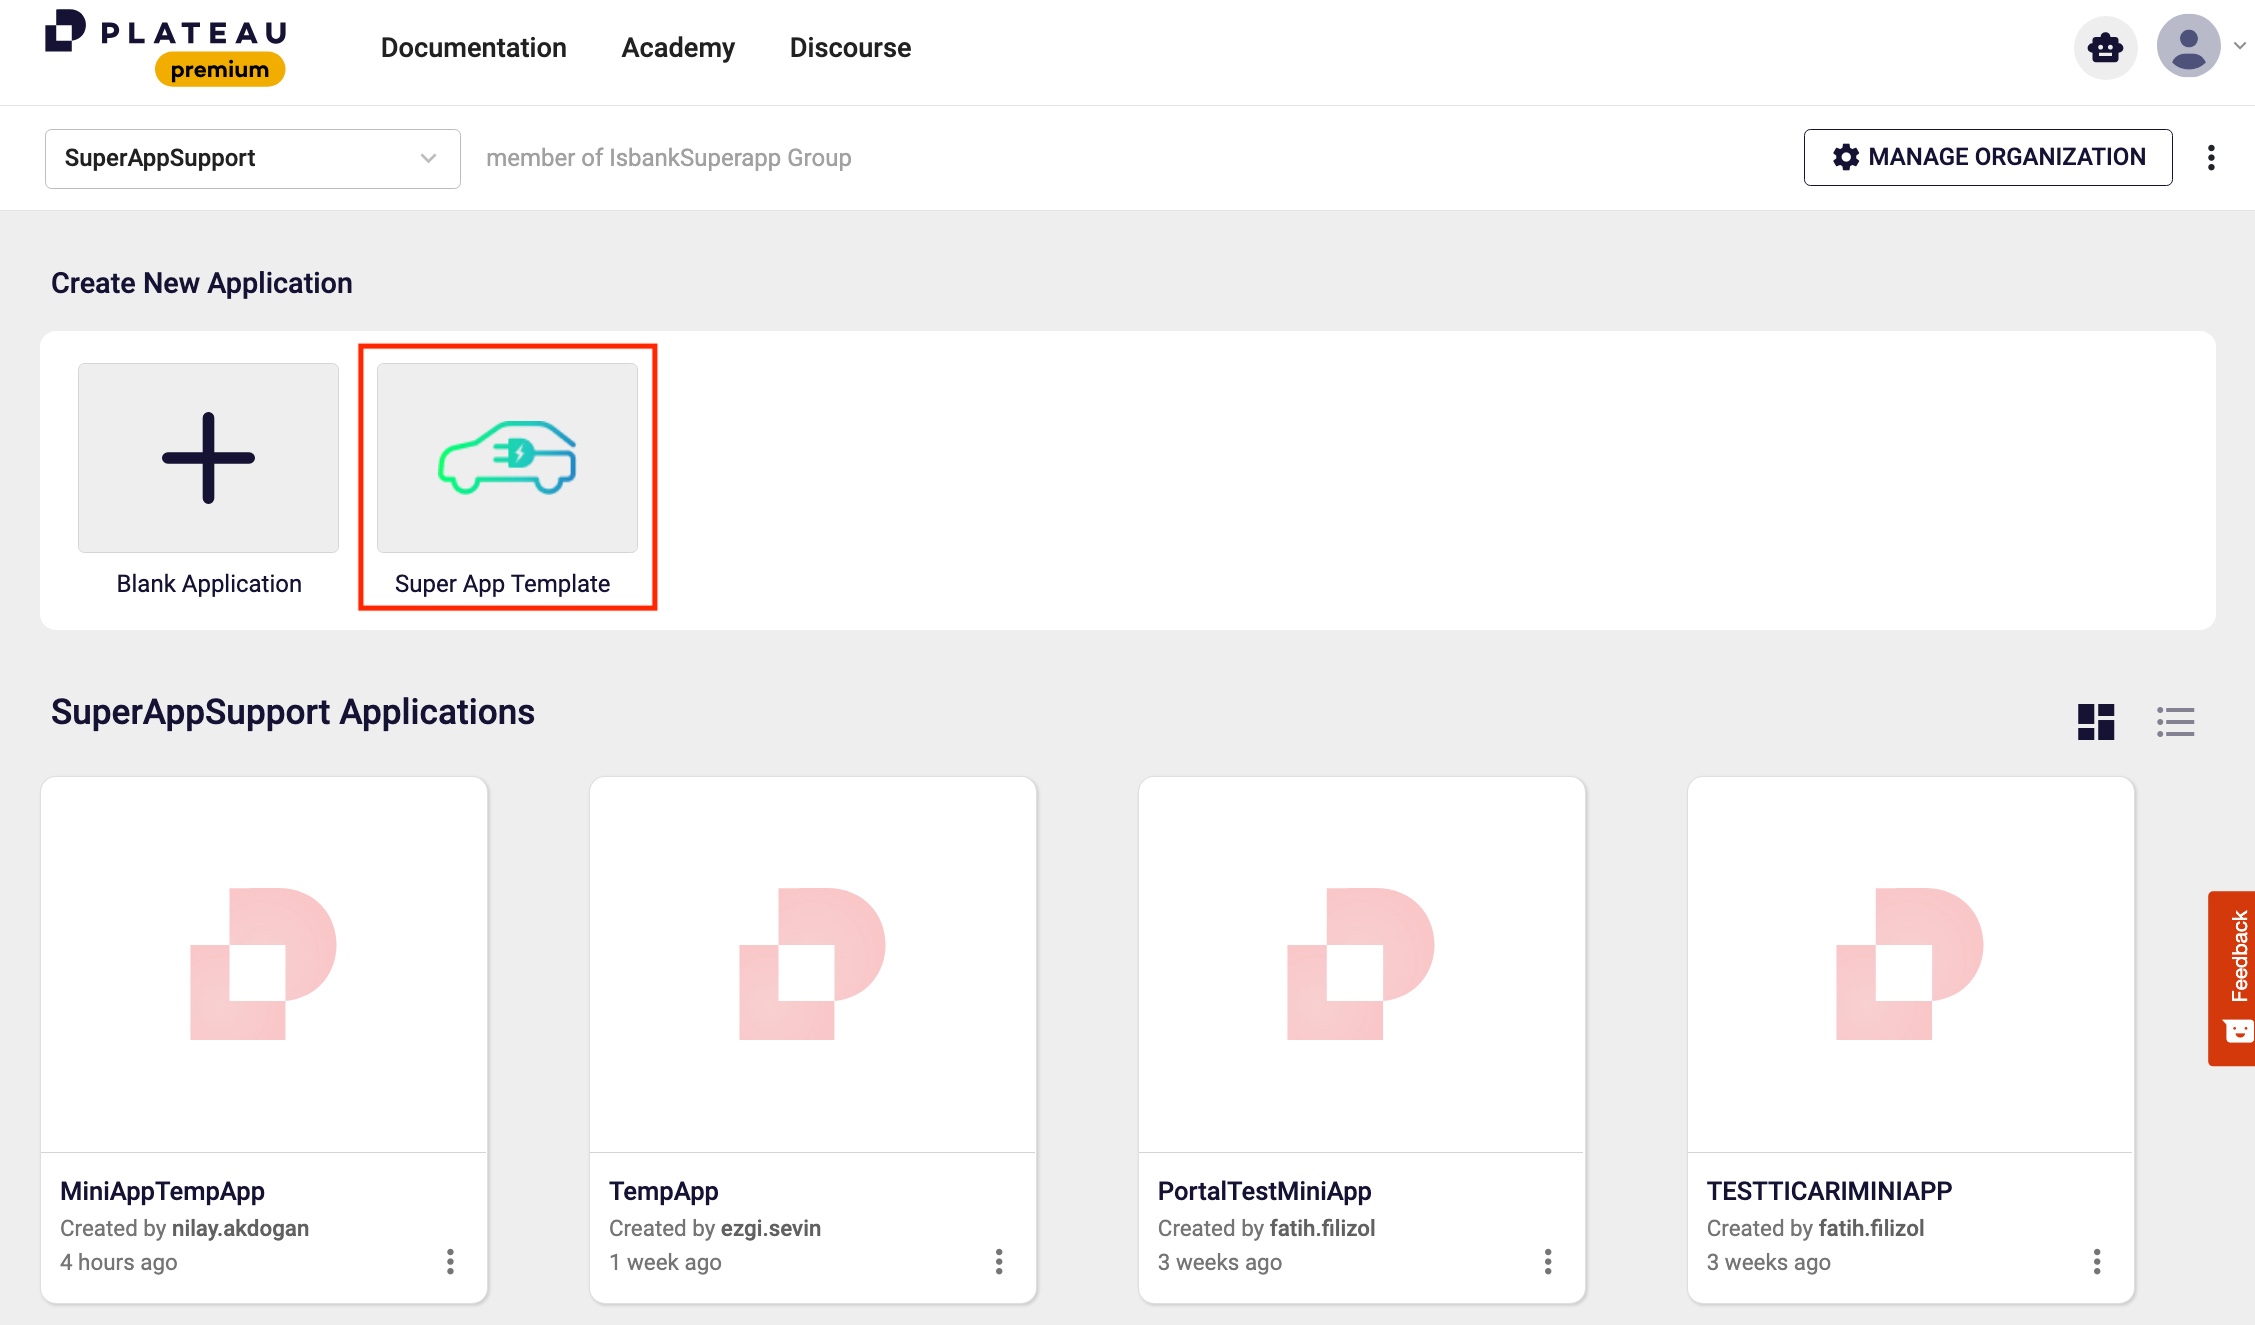 PLATEAU
premium
Documentation
Academy
Discourse
SuperAppSupport
member of IsbankSuperapp Group
MANAGE ORGANIZATION
Create New Application
Blank Application
Super App Template
SuperAppSupport Applications
MiniAppTempApp
Created by nilay.akdogan
4 hours ago
TempApp
Created by ezgi.sevin
1 week ago
PortalTestMiniApp
Created by fatih.filizol
3 weeks ago
TESTTICARIMINIAPP
Created by fatih.filizol
3 weeks ago
Feedback